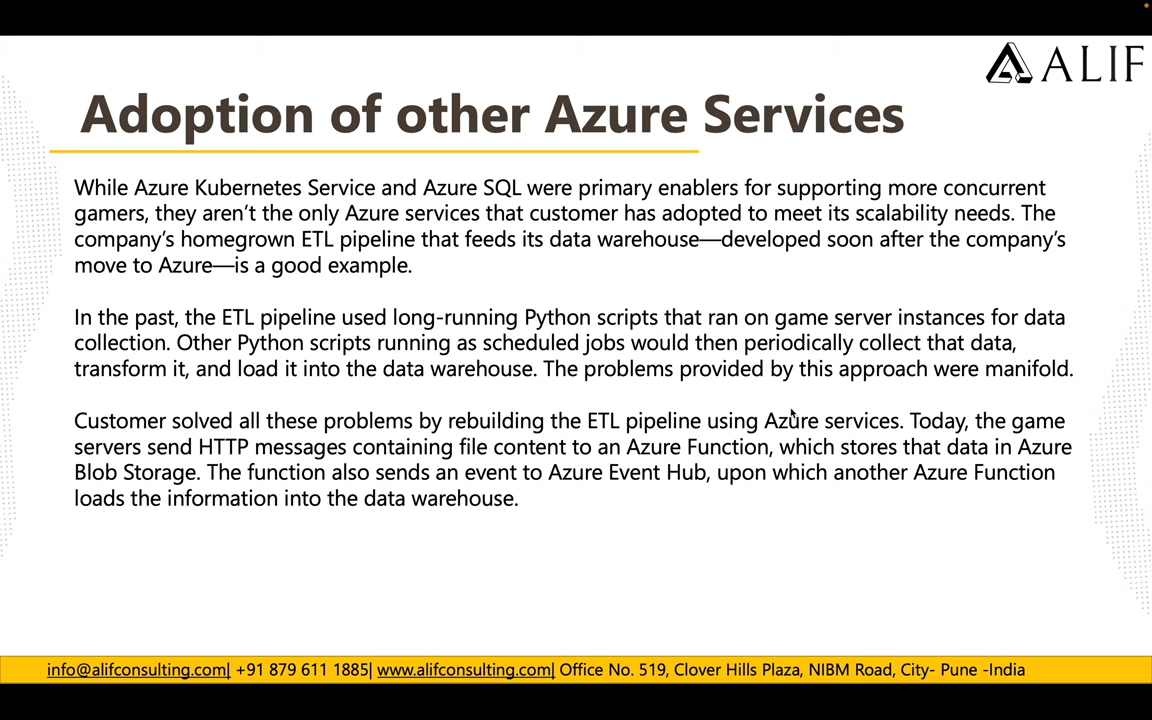 ALIF
Adoption of other Azure Services
While Azure Kubernetes Service and Azure SQL were primary enablers for supporting more concurrent
gamers, they aren't the only Azure services that customer has adopted to meet its scalability needs. The
company's homegrown ETL pipeline that feeds its data warehouse—developed soon after the company's
move to Azure—is a good example.
In the past, the ETL pipeline used long-running Python scripts that ran on game server instances for data
collection. Other Python scripts running as scheduled jobs would then periodically collect that data,
transform it, and load it into the data warehouse. The problems provided by this approach were manifold.
Customer solved all these problems by rebuilding the ETL pipeline using Azure services. Today, the game
servers send HTTP messages containing file content to an Azure Function, which stores that data in Azure
Blob Storage. The function also sends an event to Azure Event Hub, upon which another Azure Function
loads the information into the data warehouse.
info@alifconsulting.com| +91 879 611 1885| www.alifconsulting.com| Office No. 519, Clover Hills Plaza, NIBM Road, City- Pune -India